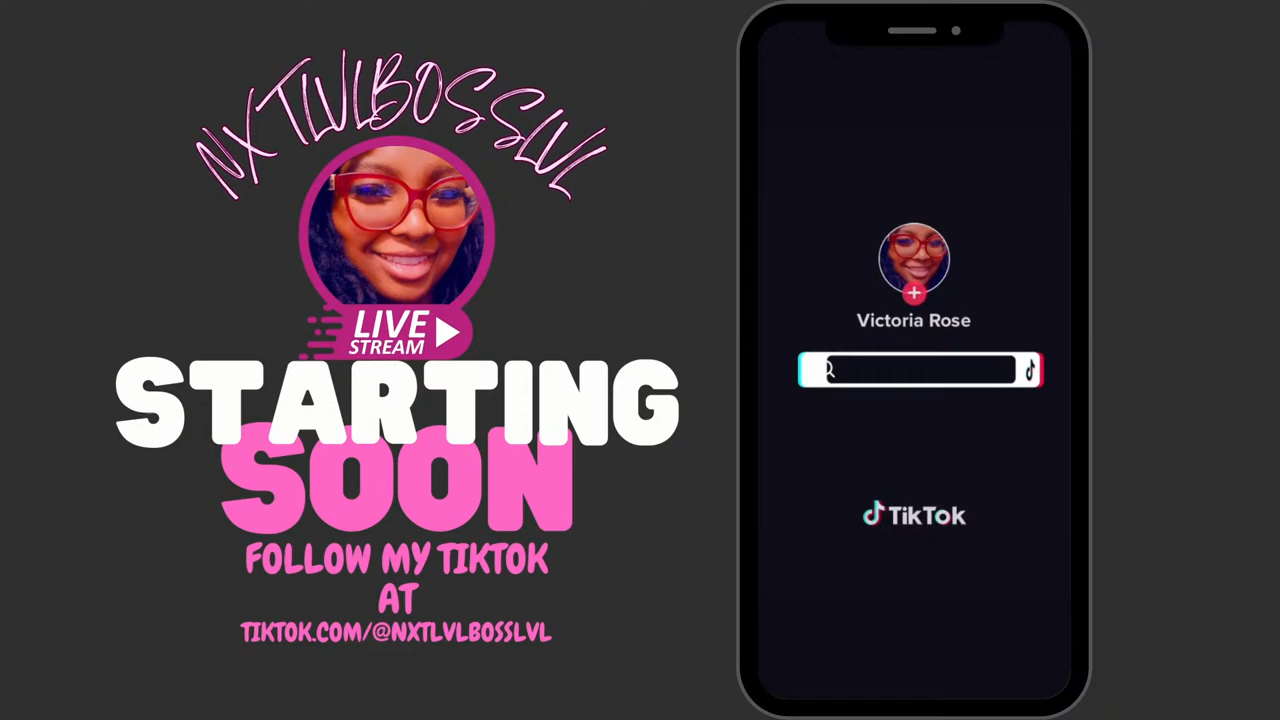 NXTLVLBOSSLVL
LIVE
STREAM
STARTING
SOON
FOLLOW MY TIKTOK
AT
TIKTOK.COM/@NXTLVLBOSSLVL
Victoria Rose
TikTok